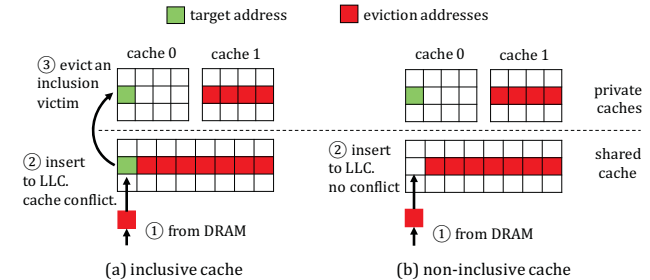 target address
eviction addresses
cache 0
cache 1
cache 0
cache 1
③ evict an
inclusion
victim
private
caches
② insert
to LLC.
cache conflict.
② insert
to LLC.
no conflict
shared
cache
① from DRAM
① from DRAM
(a) inclusive cache
(b) non-inclusive cache